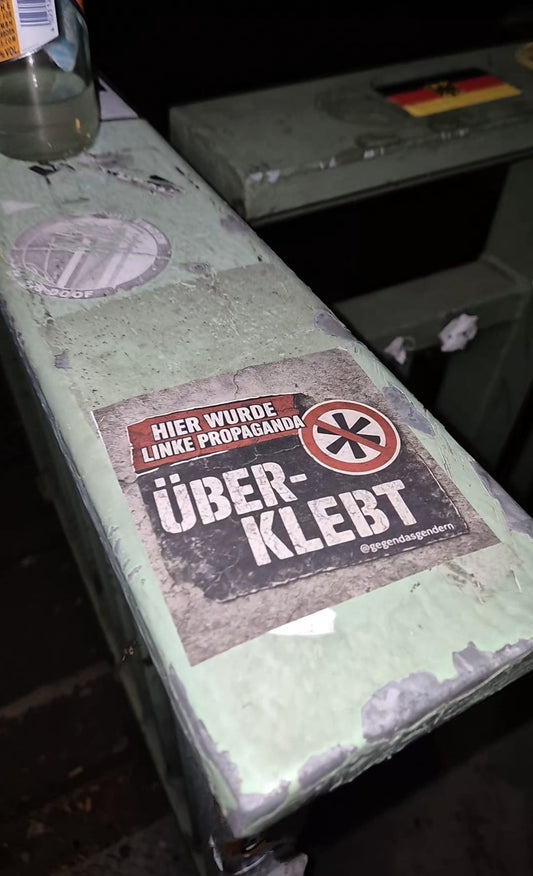 HIER WURDE
LINKE PROPAGANDA
ÜBER-
KLEBT
@gegendasgendern